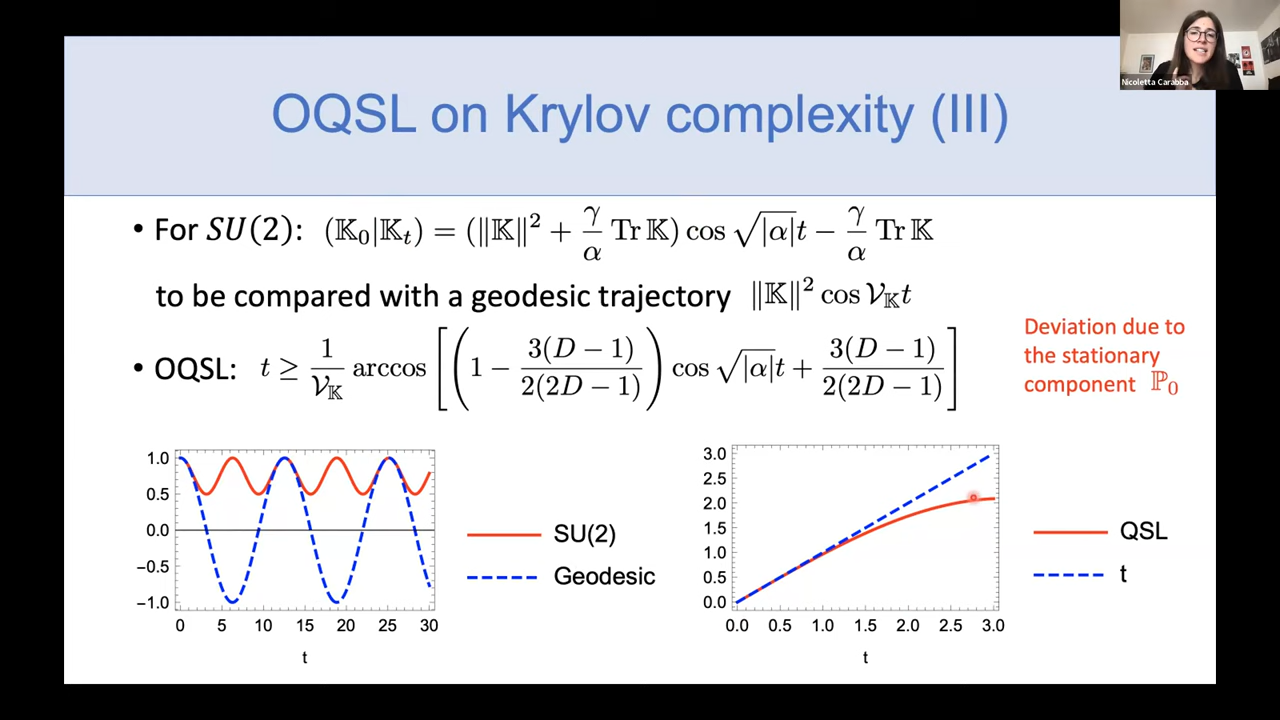 Nicoletta Carabba
OQSL on Krylov complexity (III)
• For 𝑆𝑈(2): (𝕂₀|𝕂ₜ) = (‖𝕂‖² + γ/α Tr 𝕂) cos √|α|t − γ/α Tr 𝕂
to be compared with a geodesic trajectory ‖𝕂‖² cos 𝒱_𝕂 t
• OQSL: t ≥ 1/𝒱_𝕂 arccos [(1 − 3(D − 1)/2(2D − 1)) cos √|α|t + 3(D − 1)/2(2D − 1)]
Deviation due to
the stationary
component ℙ₀
1.0
0.5
0.0
−0.5
−1.0
0 5 10 15 20 25 30
t
SU(2)
Geodesic
3.0
2.5
2.0
1.5
1.0
0.5
0.0
0.0 0.5 1.0 1.5 2.0 2.5 3.0
t
QSL
t